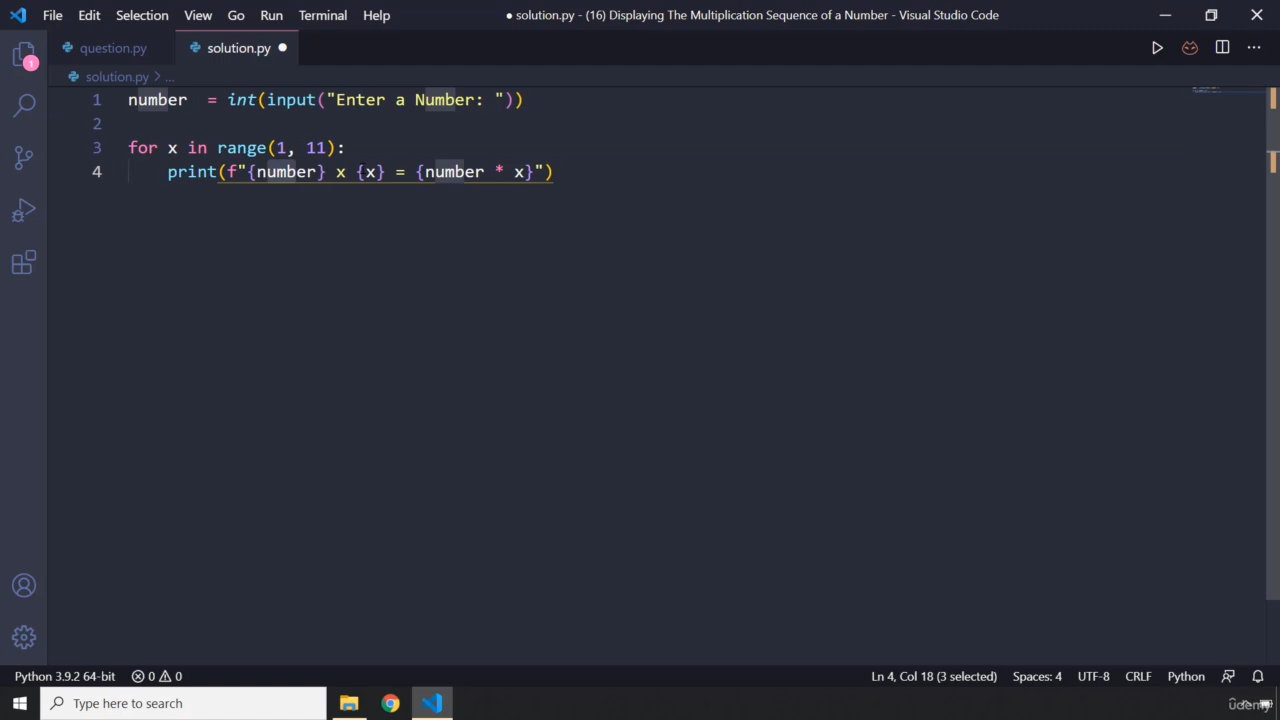 File Edit Selection View Go Run Terminal Help
● solution.py - (16) Displaying The Multiplication Sequence of a Number - Visual Studio Code
question.py solution.py ●
solution.py > ...
1 number  = int(input("Enter a Number: "))
2
3 for x in range(1, 11):
4     print(f"{number} x {x} = {number * x}")
1
Python 3.9.2 64-bit 0 0 Ln 4, Col 18 (3 selected) Spaces: 4 UTF-8 CRLF Python
Type here to search
udemy